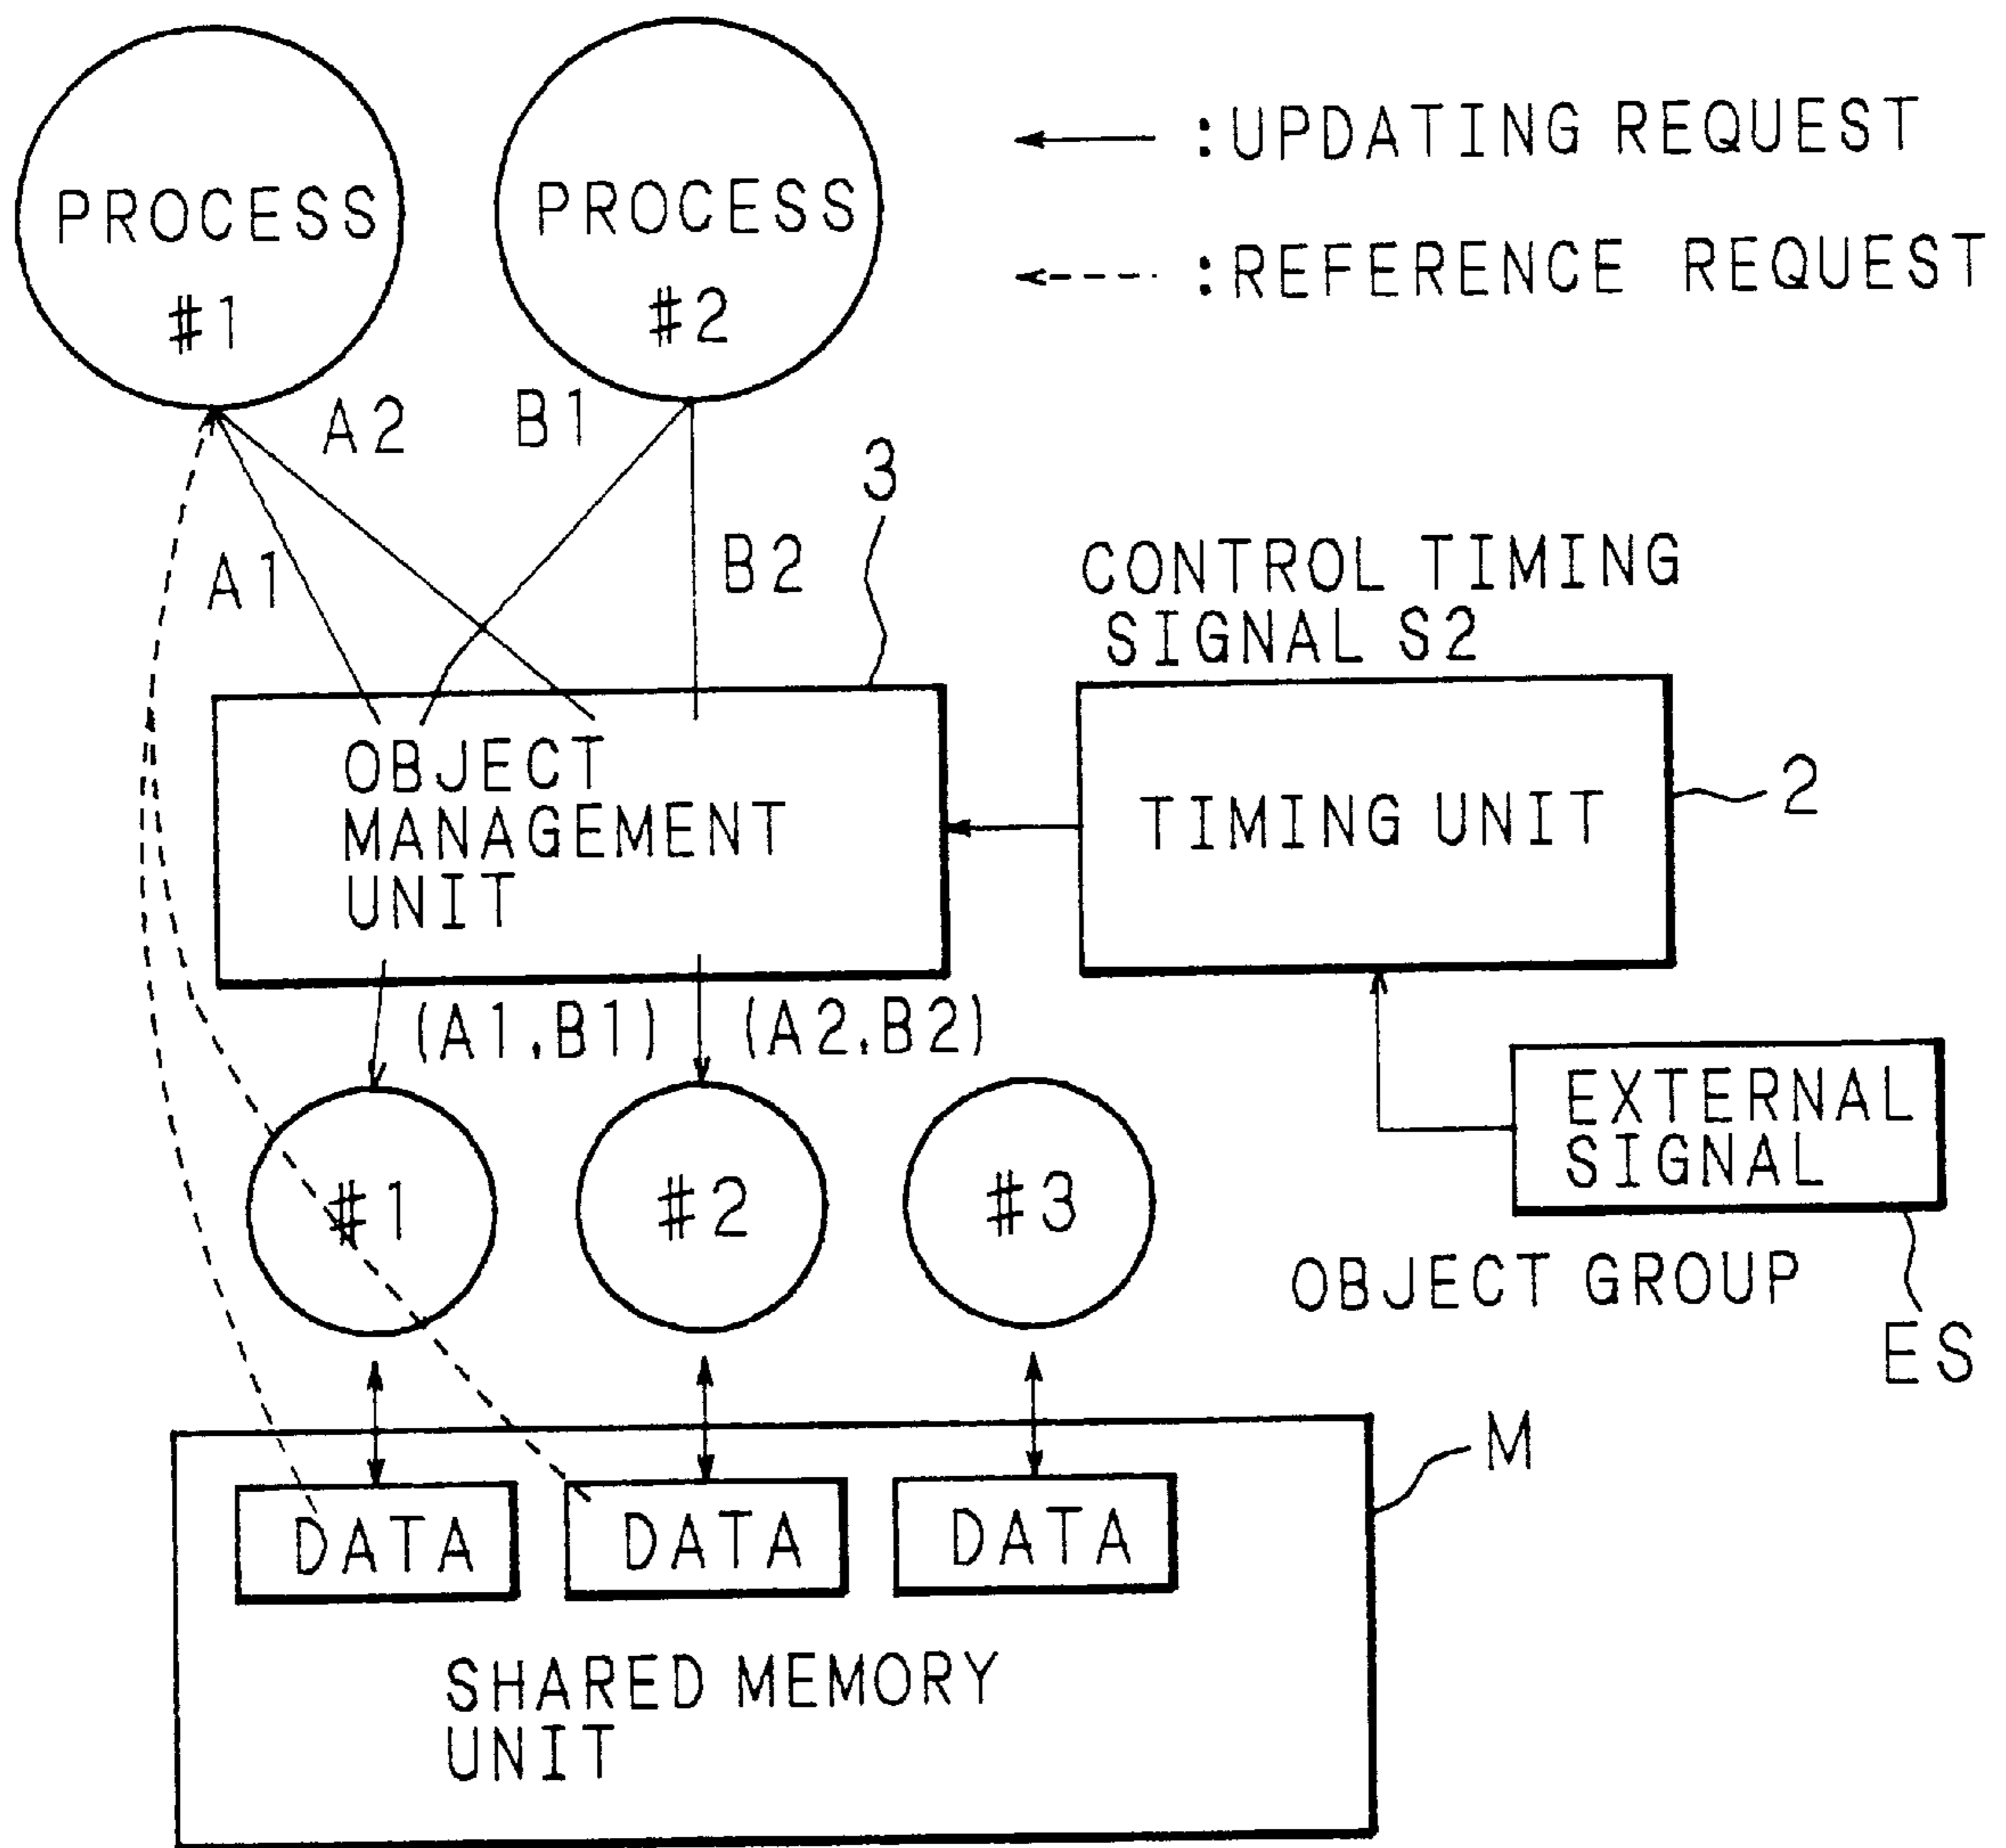 PROCESS
#1
PROCESS
#2
:UPDATING REQUEST
:REFERENCE REQUEST
A2
B1
3
A1
B2
CONTROL TIMING
SIGNAL S2
OBJECT
MANAGEMENT
UNIT
TIMING UNIT
2
(A1.B1)
(A2.B2)
EXTERNAL
SIGNAL
#1
#2
#3
OBJECT GROUP
ES
M
DATA
DATA
DATA
SHARED MEMORY
UNIT